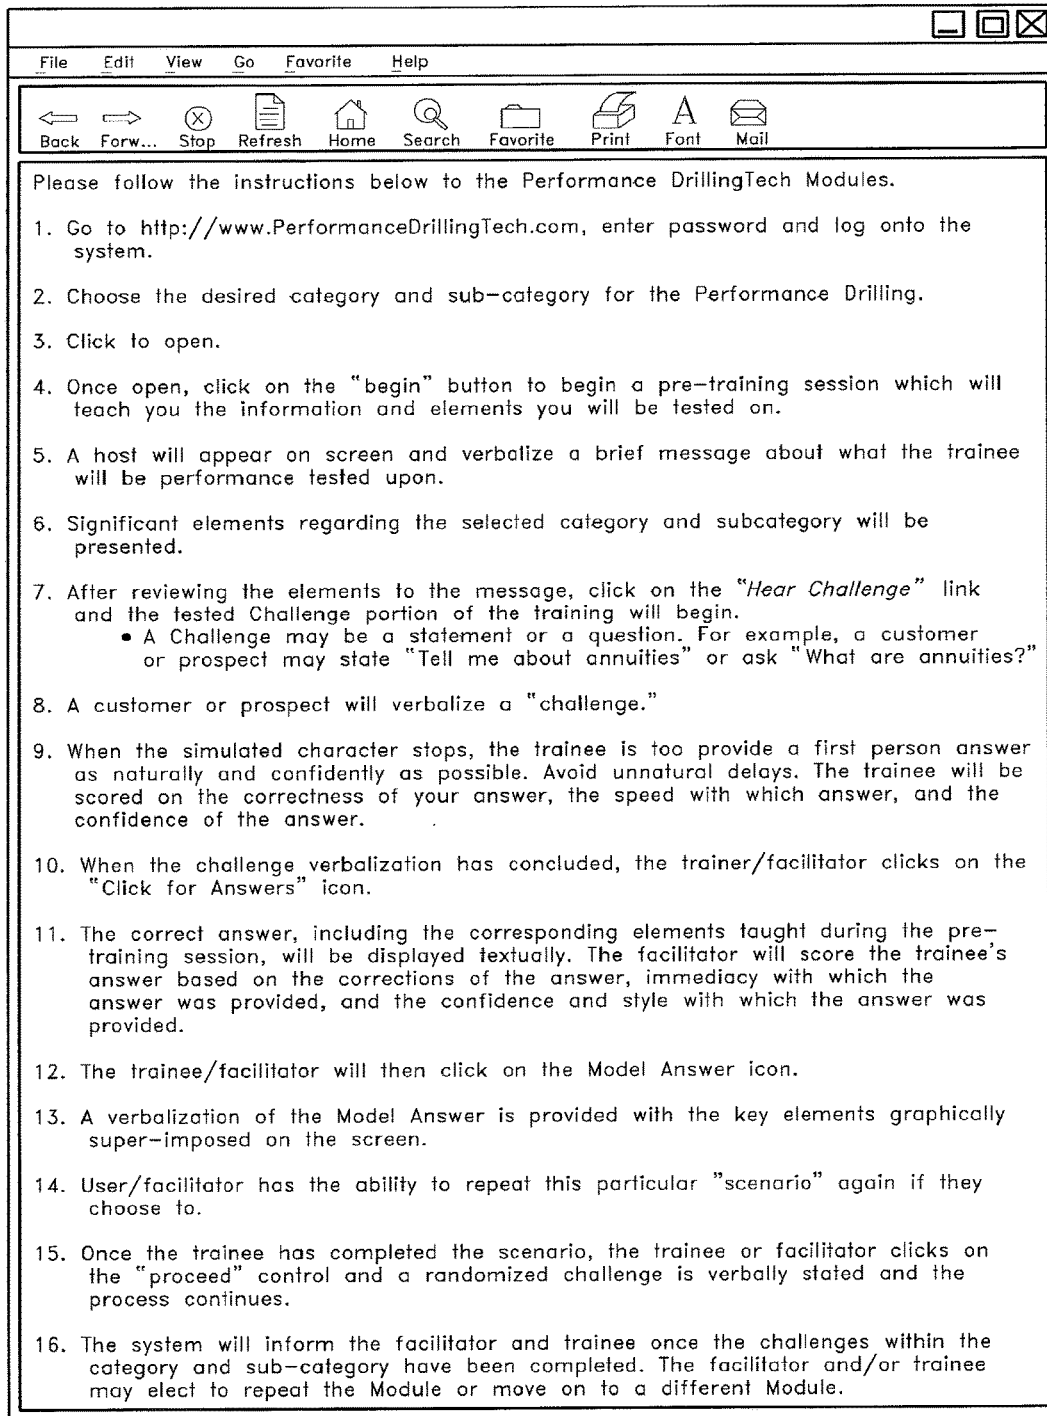 File Edit View Go Favorite Help
Back Forw... Stop Refresh Home Search Favorite Print Font Mail
Please follow the instructions below to the Performance DrillingTech Modules.
1. Go to http://www.PerformanceDrillingTech.com, enter password and log onto the
system.
2. Choose the desired category and sub-category for the Performance Drilling.
3. Click to open.
4. Once open, click on the "begin" button to begin a pre-training session which will
teach you the information and elements you will be tested on.
5. A host will appear on screen and verbalize a brief message about what the trainee
will be performance tested upon.
6. Significant elements regarding the selected category and subcategory will be
presented.
7. After reviewing the elements to the message, click on the "Hear Challenge" link
and the tested Challenge portion of the training will begin.
• A Challenge may be a statement or a question. For example, a customer
or prospect may state "Tell me about annuities" or ask "What are annuities?"
8. A customer or prospect will verbalize a "challenge."
9. When the simulated character stops, the trainee is too provide a first person answer
as naturally and confidently as possible. Avoid unnatural delays. The trainee will be
scored on the correctness of your answer, the speed with which answer, and the
confidence of the answer.
10. When the challenge verbalization has concluded, the trainer/facilitator clicks on the
"Click for Answers" icon.
11. The correct answer, including the corresponding elements taught during the pre-
training session, will be displayed textually. The facilitator will score the trainee's
answer based on the corrections of the answer, immediacy with which the
answer was provided, and the confidence and style with which the answer was
provided.
12. The trainee/facilitator will then click on the Model Answer icon.
13. A verbalization of the Model Answer is provided with the key elements graphically
super-imposed on the screen.
14. User/facilitator has the ability to repeat this particular "scenario" again if they
choose to.
15. Once the trainee has completed the scenario, the trainee or facilitator clicks on
the "proceed" control and a randomized challenge is verbally stated and the
process continues.
16. The system will inform the facilitator and trainee once the challenges within the
category and sub-category have been completed. The facilitator and/or trainee
may elect to repeat the Module or move on to a different Module.